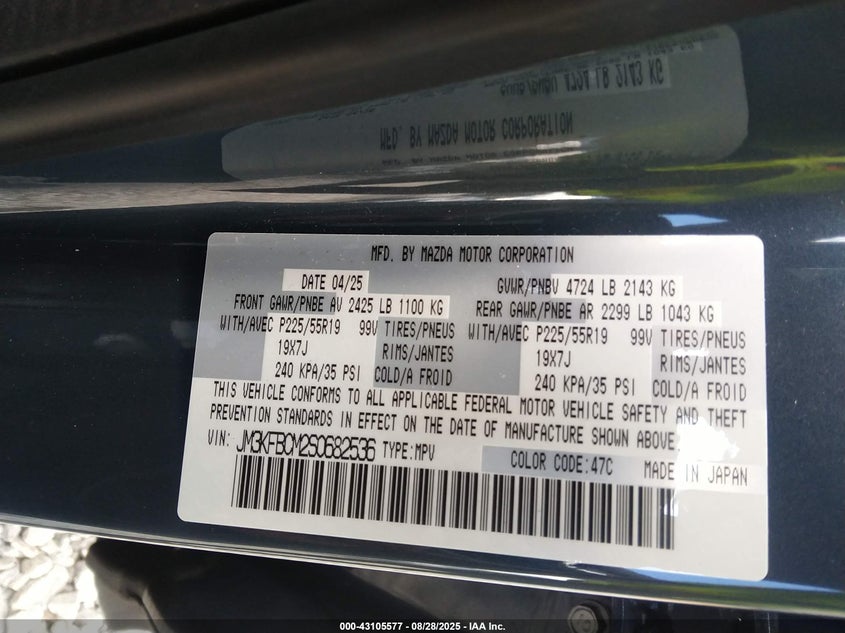 MFD. BY MAZDA MOTOR CORPORATION
DATE 04/25 GVWR/PNBV 4724 LB 2143 KG
FRONT GAWR/PNBE AV 2425 LB 1100 KG REAR GAWR/PNBE AR 2299 LB 1043 KG
WITH/AVEC P225/55R19 99V TIRES/PNEUS WITH/AVEC P225/55R19 99V TIRES/PNEUS
19X7J RIMS/JANTES 19X7J RIMS/JANTES
240 KPA/35 PSI COLD/A FROID 240 KPA/35 PSI COLD/A FROID
THIS VEHICLE CONFORMS TO ALL APPLICABLE FEDERAL MOTOR VEHICLE SAFETY AND THEFT
PREVENTION STANDARDS IN EFFECT ON THE DATE OF MANUFACTURE SHOWN ABOVE.
VIN: JM3KFBCM2S0682536 TYPE:MPV
COLOR CODE:47C MADE IN JAPAN
000-43105577 - 08/28/2025 - IAA Inc.